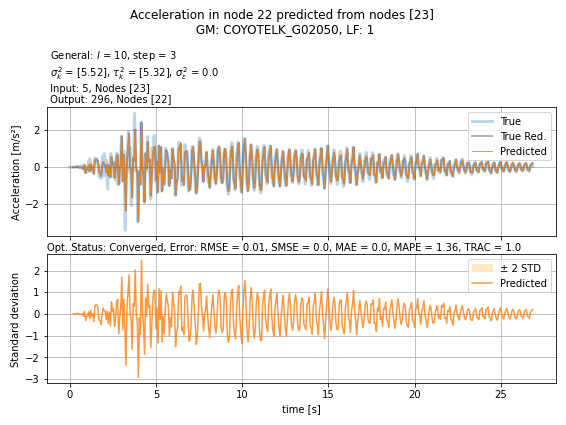 Acceleration in node 22 predicted from nodes [23]
GM: COYOTELK_G02050, LF: 1
General: l = 10, step = 3
σ²ₖ = [5.52], τ²ₖ = [5.32], σ²ε = 0.0
Input: 5, Nodes [23]
Output: 296, Nodes [22]
Acceleration [m/s²]
2
0
−2
True
True Red.
Predicted
Opt. Status: Converged, Error: RMSE = 0.01, SMSE = 0.0, MAE = 0.0, MAPE = 1.36, TRAC = 1.0
Standard deviation
2
1
0
−1
−2
−3
± 2 STD
Predicted
0 5 10 15 20 25
time [s]